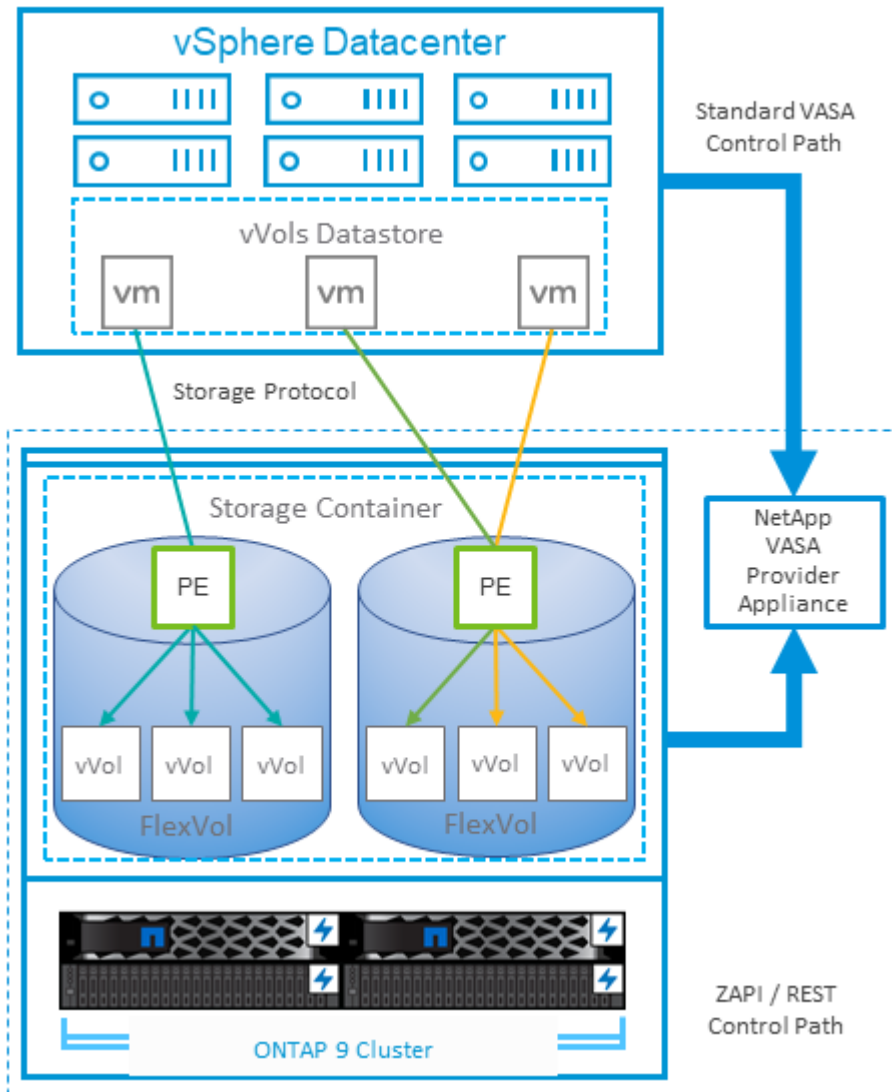 vSphere Datacenter
Standard VASA
Control Path
vVols Datastore
vm
vm
vm
Storage Protocol
Storage Container
NetApp
VASA
Provider
Appliance
PE
PE
vVol
vVol
vVol
vVol
vVol
vVol
FlexVol
FlexVol
ZAPI / REST
Control Path
ONTAP 9 Cluster